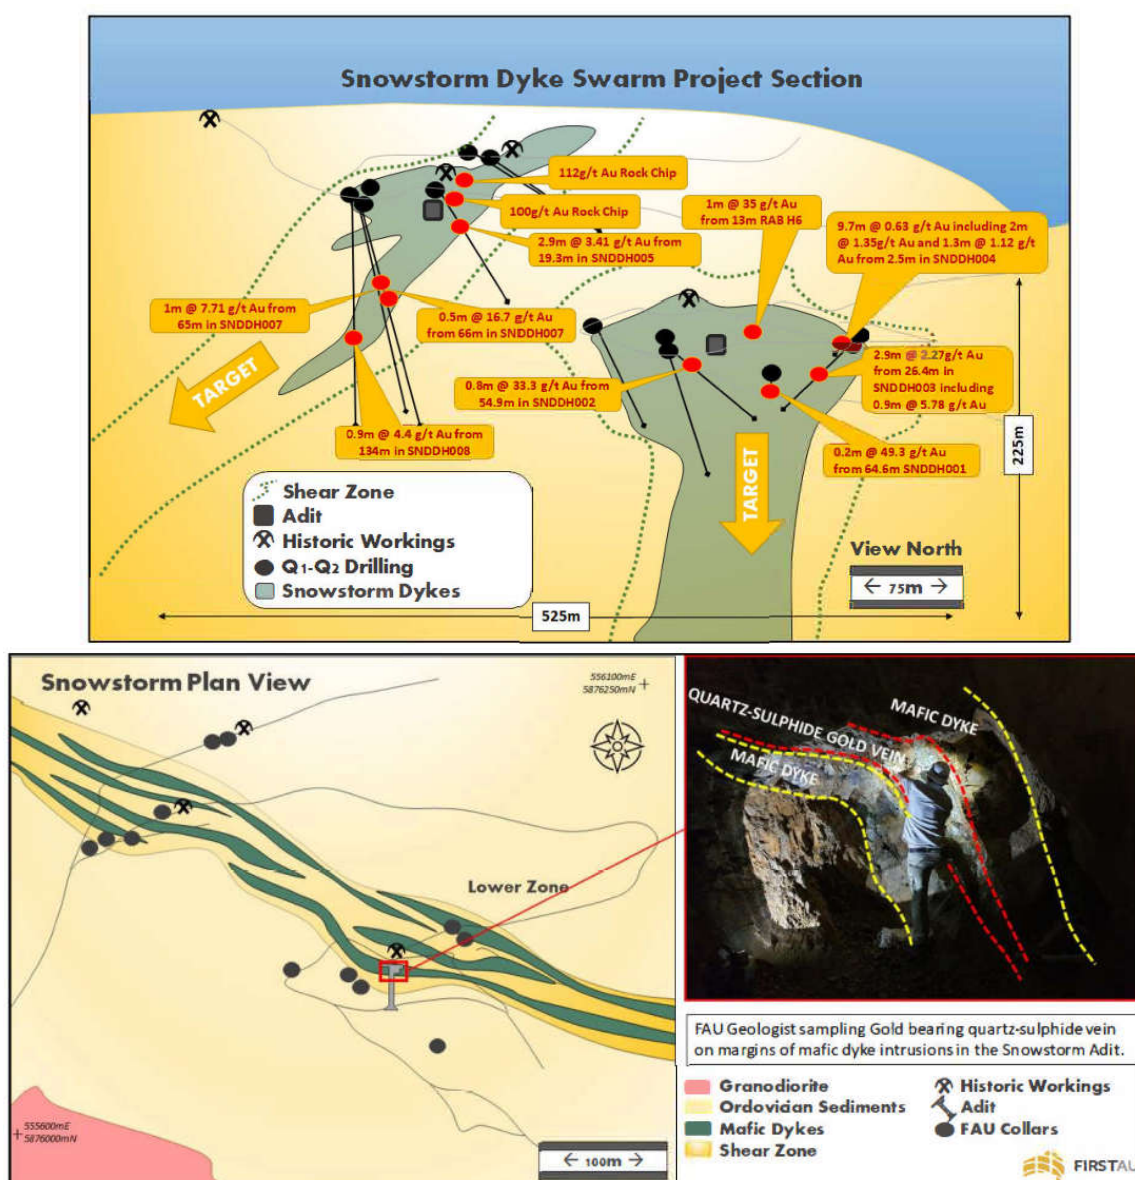 Snowstorm Dyke Swarm Project Section
112g/t Au Rock Chip
100g/t Au Rock Chip
2.9m @ 3.41 g/t Au from
19.3m in SNDDH005
1m @ 35 g/t Au
from 13m RAB H6
9.7m @ 0.63 g/t Au including 2m
@ 1.35g/t Au and 1.3m @ 1.12 g/t
Au from 2.5m in SNDDH004
1m @ 7.71 g/t Au from
65m in SNDDH007
0.5m @ 16.7 g/t Au
from 66m in SNDDH007
0.8m @ 33.3 g/t Au from
54.9m in SNDDH002
2.9m @ 2.27g/t Au
from 26.4m in
SNDDH003 including
0.9m @ 5.78 g/t Au
TARGET
0.9m @ 4.4 g/t Au from
134m in SNDDH008
0.2m @ 49.3 g/t Au
from 64.6m SNDDH001
TARGET
225m
Shear Zone
Adit
Historic Workings
Q1-Q2 Drilling
Snowstorm Dykes
View North
← 75m →
525m
Snowstorm Plan View
556100mE
5876250mN
Lower Zone
555600mE
5876000mN
← 100m →
QUARTZ-SULPHIDE GOLD VEIN
MAFIC DYKE
MAFIC DYKE
FAU Geologist sampling Gold bearing quartz-sulphide vein
on margins of mafic dyke intrusions in the Snowstorm Adit.
Granodiorite
Ordovician Sediments
Mafic Dykes
Shear Zone
Historic Workings
Adit
FAU Collars
FIRSTAU